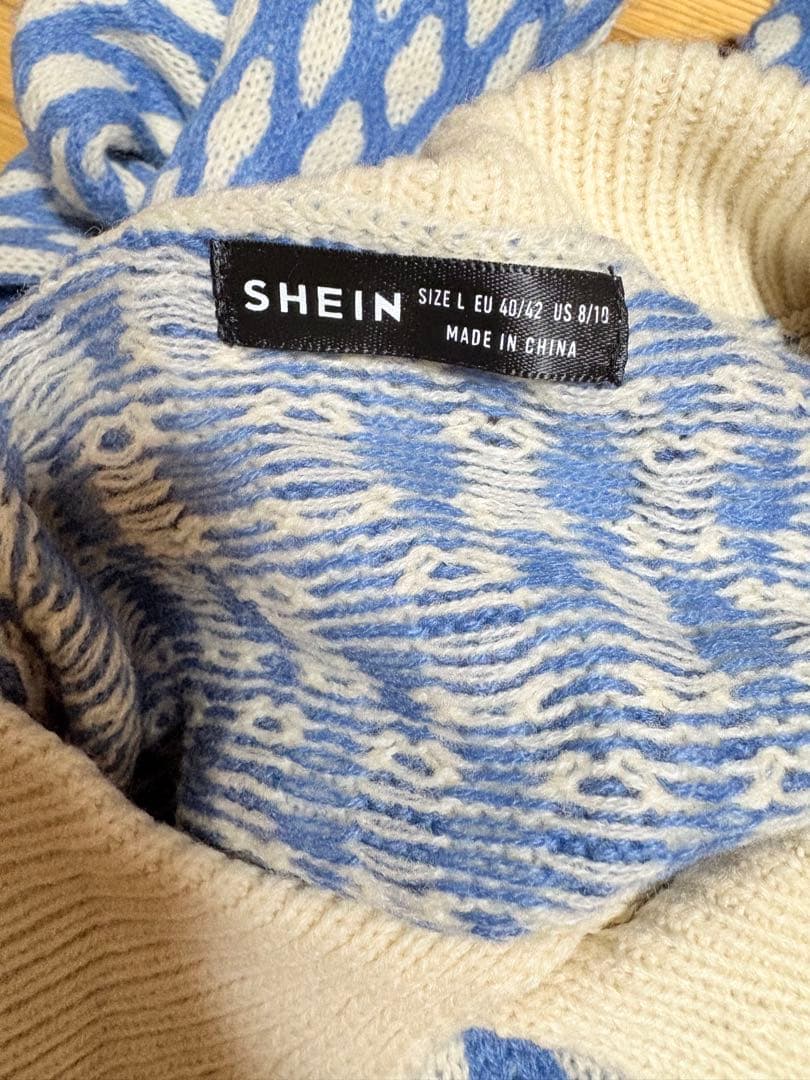 SHEIN SIZE L EU 40/42 US 8/10
MADE IN CHINA